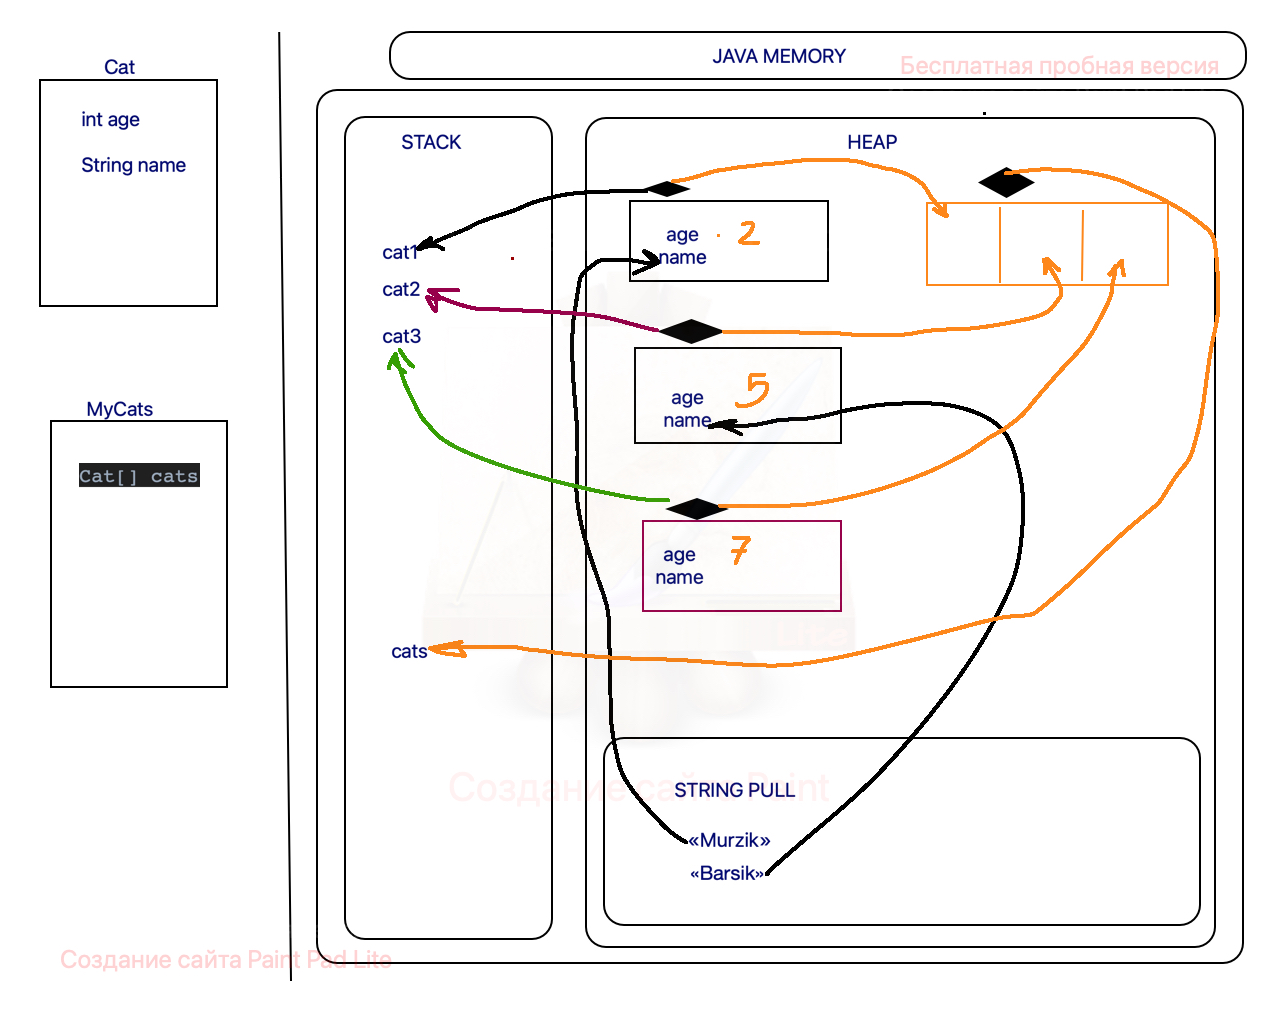 JAVA MEMORY
Бесплатная пробная версия
Cat
int age
String name
MyCats
Cat[] cats
STACK
cat1
cat2
cat3
cats
HEAP
age 2
name
age 5
name
age 7
name
STRING PULL
«Murzik»
«Barsik»
Создание сайта Paint
Создание сайта Paint Pad Lite